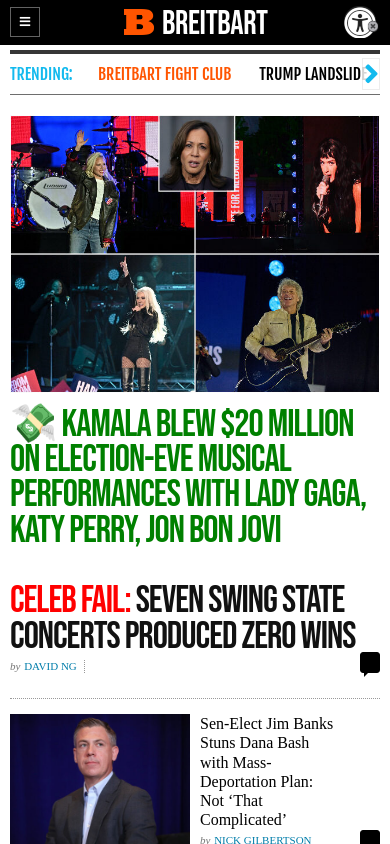 BREITBART
TRENDING: BREITBART FIGHT CLUB TRUMP LANDSLID
💸 KAMALA BLEW $20 MILLION
ON ELECTION-EVE MUSICAL
PERFORMANCES WITH LADY GAGA,
KATY PERRY, JON BON JOVI
CELEB FAIL: SEVEN SWING STATE
CONCERTS PRODUCED ZERO WINS
by DAVID NG
Sen-Elect Jim Banks
Stuns Dana Bash
with Mass-
Deportation Plan:
Not ‘That
Complicated’
by NICK GILBERTSON